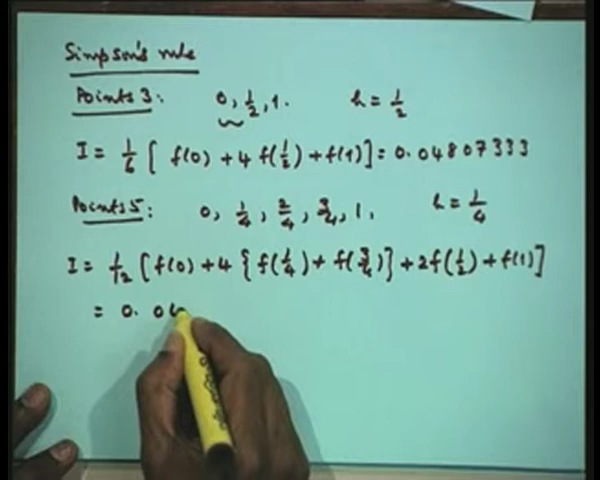 Simpson's rule
Points 3: 0, 1/2, 1. h = 1/2
I = 1/6 [ f(0) + 4 f(1/2) + f(1) ] = 0.04807333
Points 5: 0, 1/4, 2/4, 3/4, 1. h = 1/4
I = 1/12 [ f(0) + 4 { f(1/4) + f(3/4) } + 2f(1/2) + f(1) ]
= 0.04